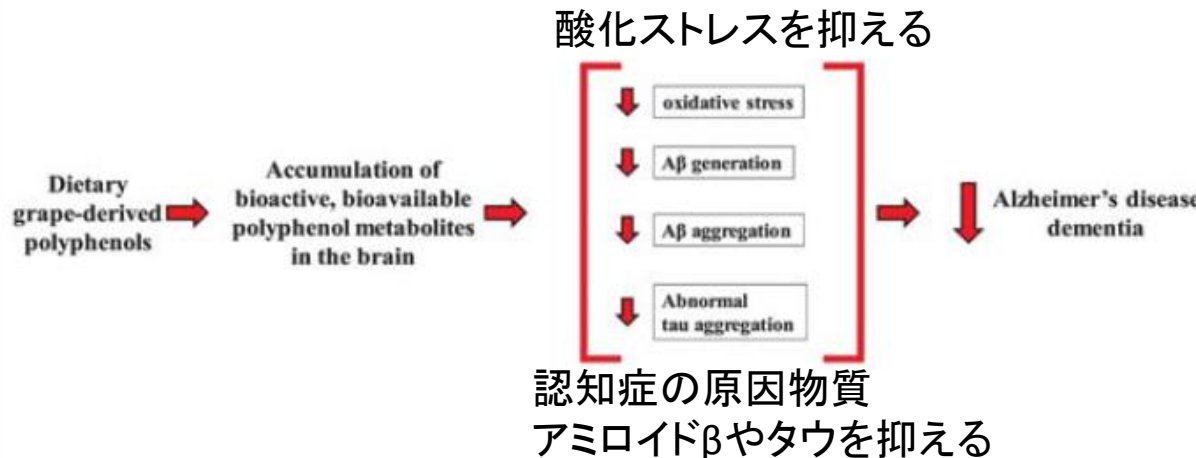 酸化ストレスを抑える
Dietary
grape-derived
polyphenols
Accumulation of
bioactive, bioavailable
polyphenol metabolites
in the brain
oxidative stress
Aβ generation
Aβ aggregation
Abnormal
tau aggregation
Alzheimer's disease
dementia
認知症の原因物質
アミロイドβやタウを抑える